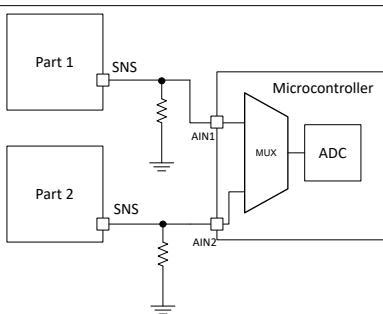 Part 1
SNS
Microcontroller
AIN1
MUX
ADC
Part 2
SNS
AIN2